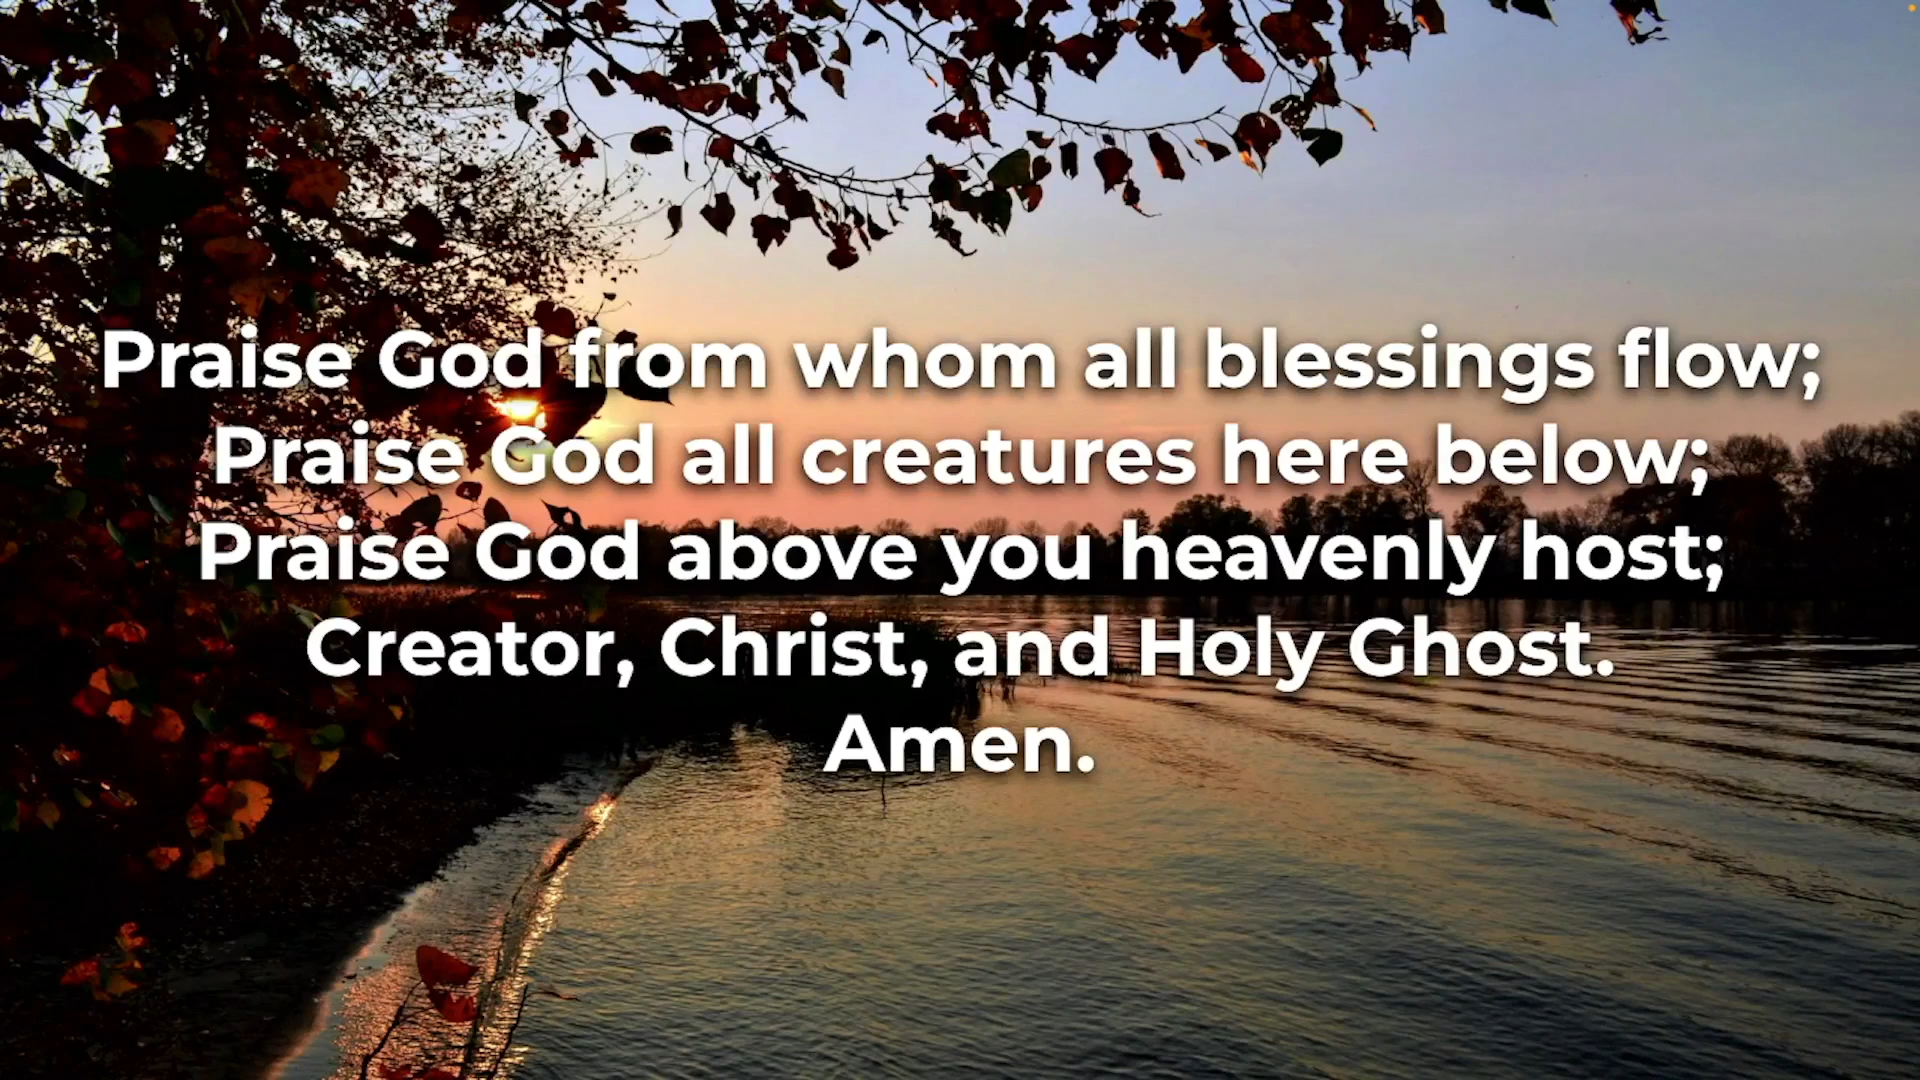 Praise God from whom all blessings flow;
Praise God all creatures here below;
Praise God above you heavenly host;
Creator, Christ, and Holy Ghost.
Amen.